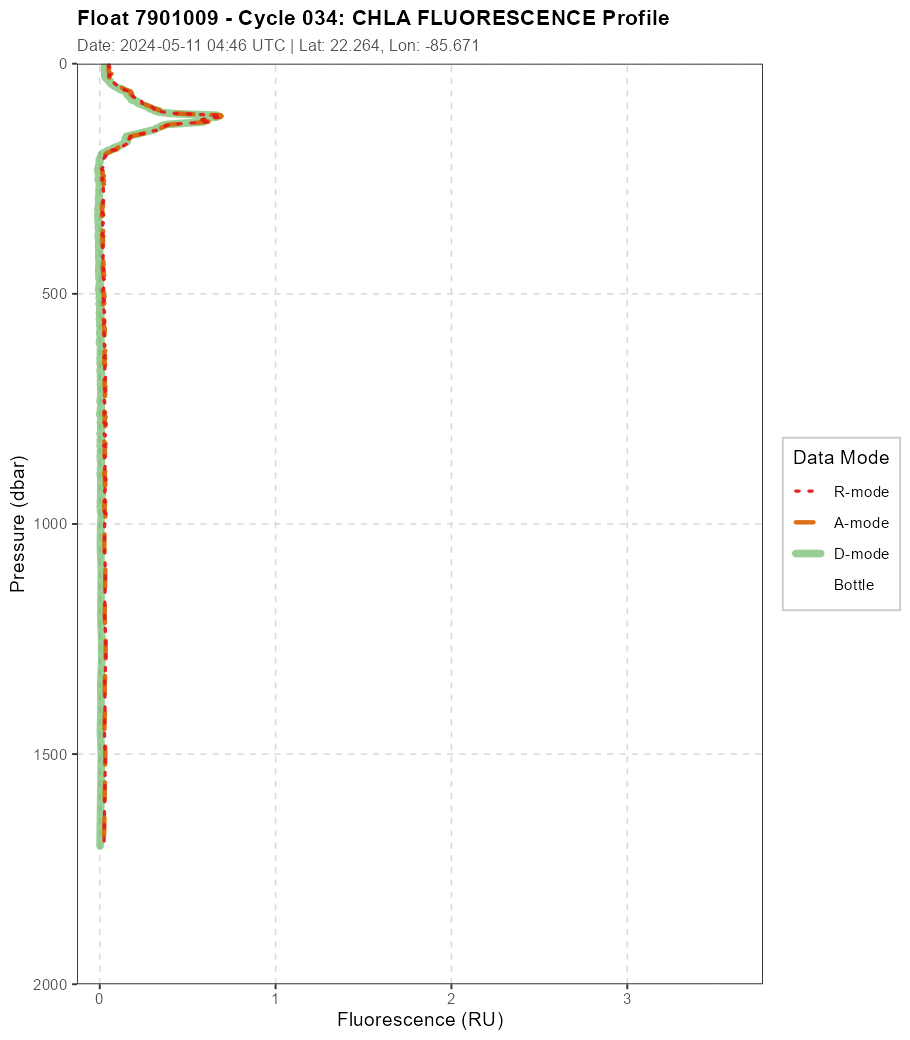 Float 7901009 - Cycle 034: CHLA FLUORESCENCE Profile
Date: 2024-05-11 04:46 UTC | Lat: 22.264, Lon: -85.671
0
500
1000
1500
2000
Pressure (dbar)
0 1 2 3
Fluorescence (RU)
Data Mode
R-mode
A-mode
D-mode
Bottle